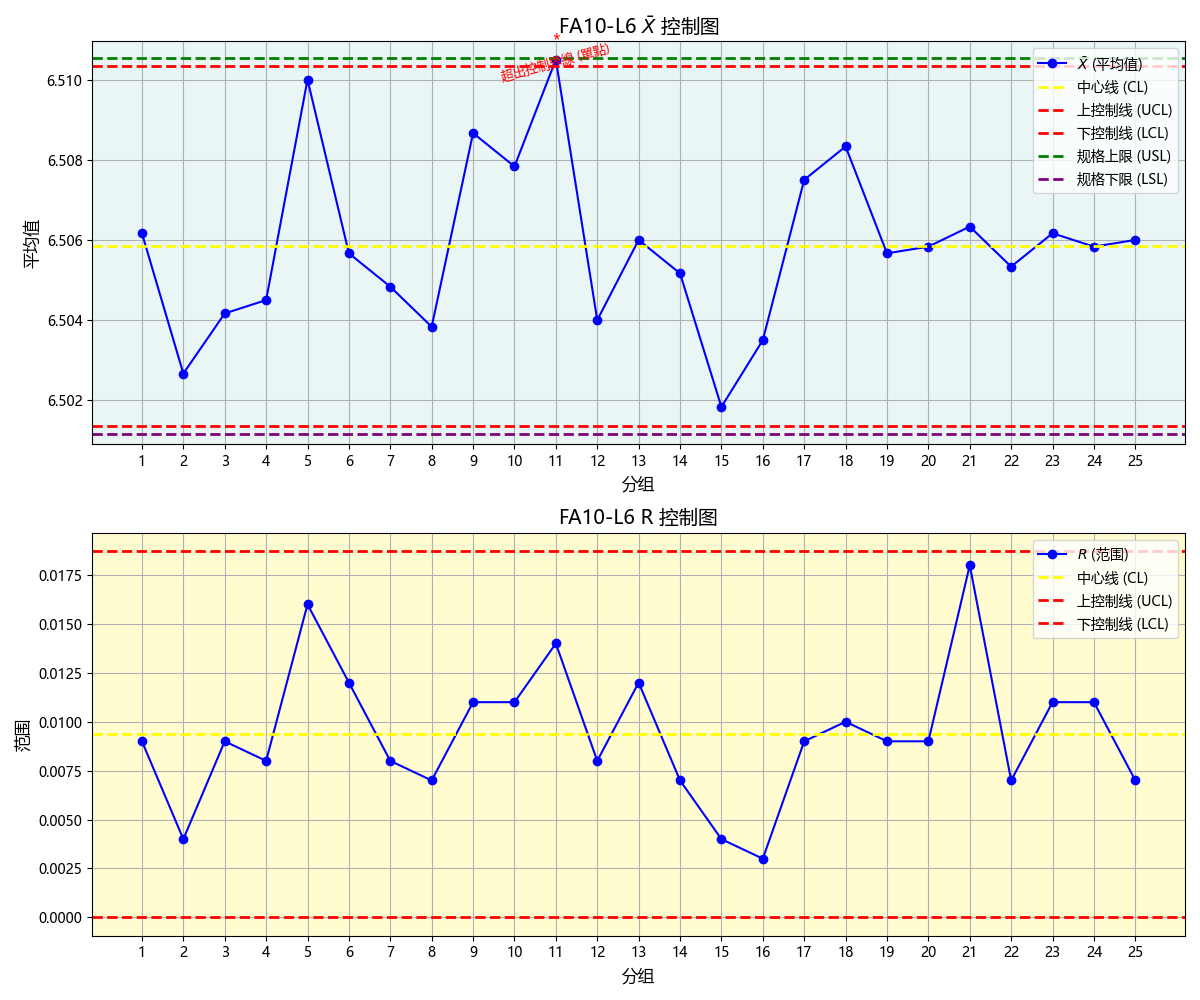 FA10-L6 X̄ 控制图
*
超出控制界線 (單點)
X̄ (平均值)
中心线 (CL)
上控制线 (UCL)
下控制线 (LCL)
规格上限 (USL)
规格下限 (LSL)
平均值
6.510
6.508
6.506
6.504
6.502
1 2 3 4 5 6 7 8 9 10 11 12 13 14 15 16 17 18 19 20 21 22 23 24 25
分组
FA10-L6 R 控制图
R (范围)
中心线 (CL)
上控制线 (UCL)
下控制线 (LCL)
范围
0.0175
0.0150
0.0125
0.0100
0.0075
0.0050
0.0025
0.0000
1 2 3 4 5 6 7 8 9 10 11 12 13 14 15 16 17 18 19 20 21 22 23 24 25
分组